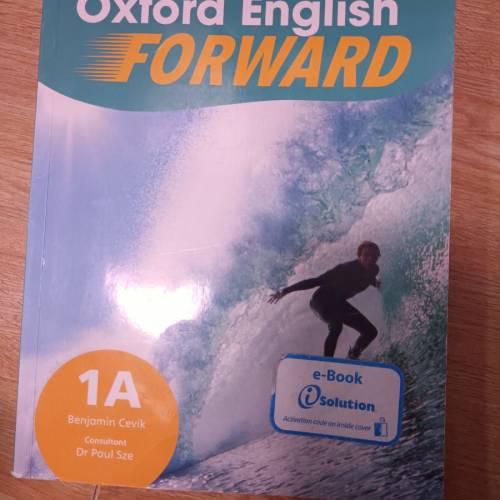 Oxford English
FORWARD
1A
Benjamin Cevik
Consultant
Dr Paul Sze
e-Book
iSolution
Activation code on inside cover